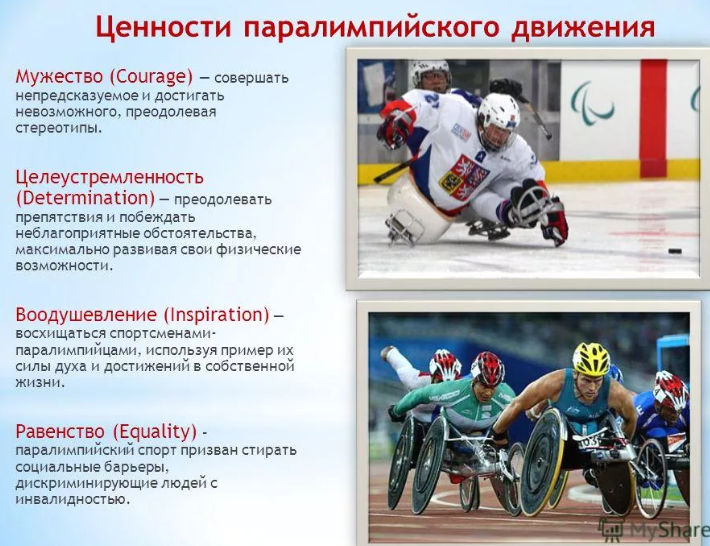 Ценности паралимпийского движения
Мужество (Courage) – совершать
непредсказуемое и достигать
невозможного, преодолевая
стереотипы.
Целеустремленность
(Determination) – преодолевать
препятствия и побеждать
неблагоприятные обстоятельства,
максимально развивая свои физические
возможности.
Воодушевление (Inspiration) –
восхищаться спортсменами-
паралимпийцами, используя пример их
силы духа и достижений в собственной
жизни.
Равенство (Equality) -
паралимпийский спорт призван стирать
социальные барьеры,
дискриминирующие людей с
инвалидностью.
MyShare